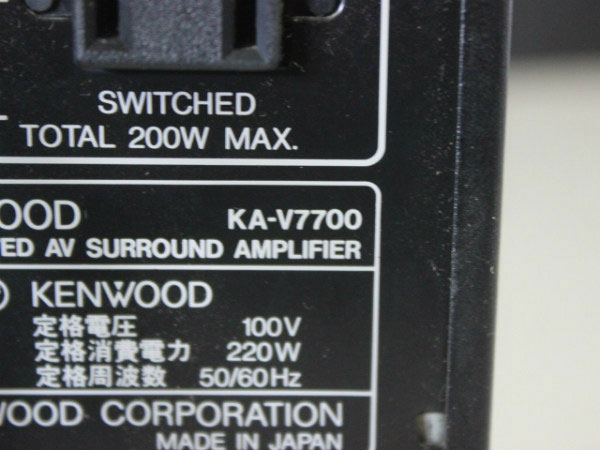 SWITCHED
TOTAL 200W MAX.
KA-V7700
AV SURROUND AMPLIFIER
KENWOOD
定格電圧 100V
定格消費電力 220W
定格周波数 50/60Hz
CORPORATION
MADE IN JAPAN